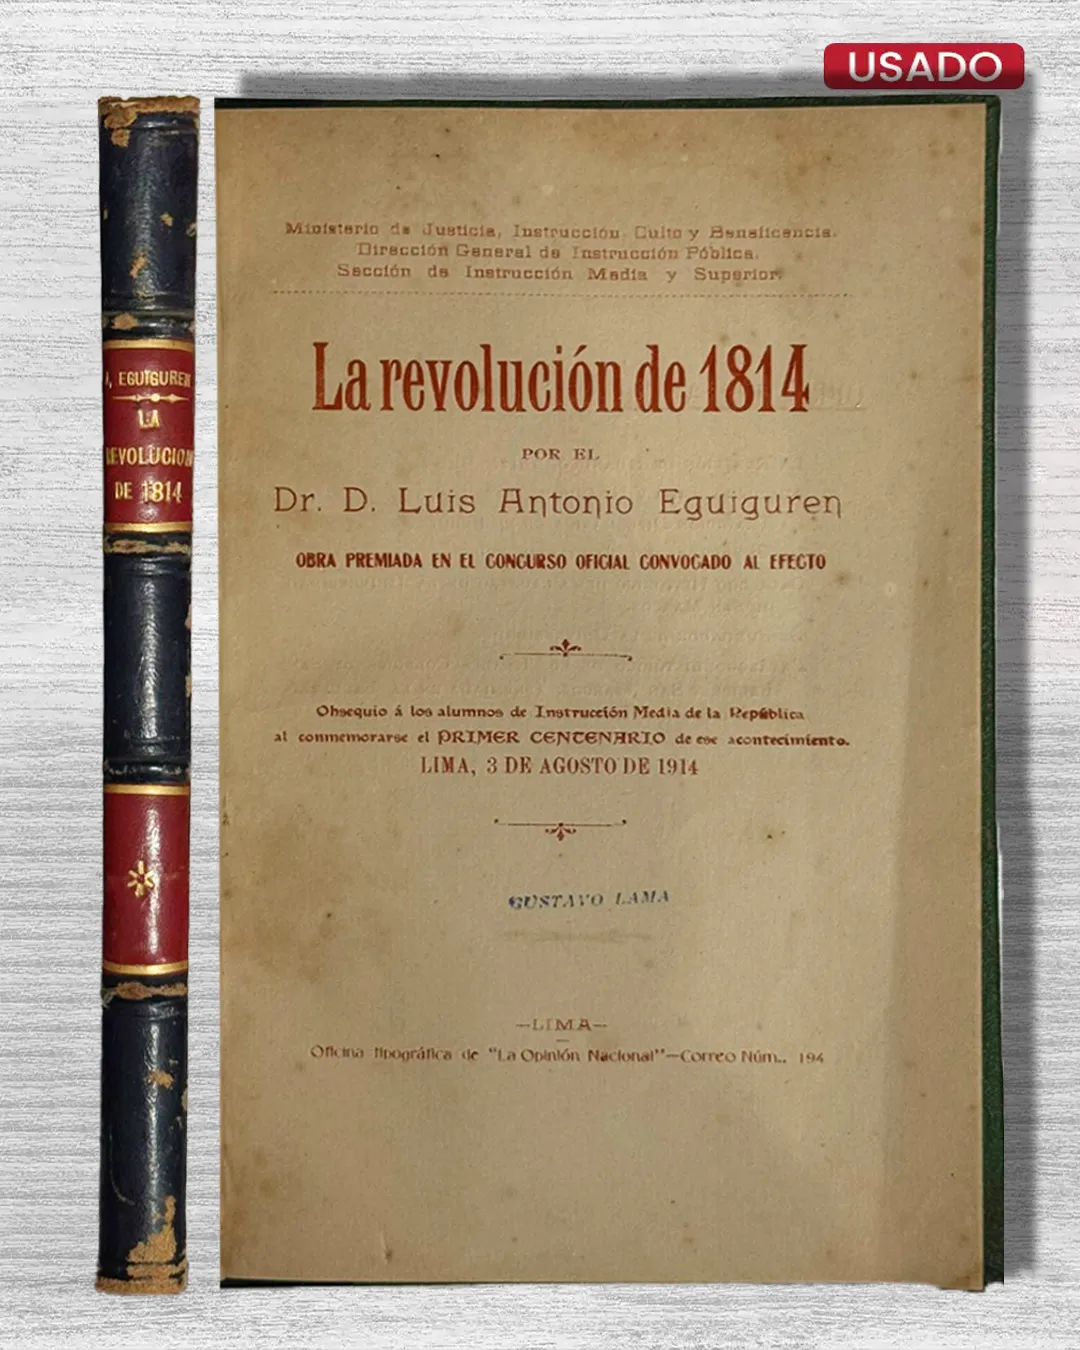 USADO
, EGUIGUREN
LA
REVOLUCION
DE 1814
Ministerio de Justicia, Instrucción Culto y Beneficencia.
Dirección General de Instrucción Pública.
Sección de Instrucción Media y Superior.
La revolución de 1814
POR EL
Dr. D. Luis Antonio Eguiguren
OBRA PREMIADA EN EL CONCURSO OFICIAL CONVOCADO AL EFECTO
Obsequio á los alumnos de Instrucción Media de la República
al conmemorarse el PRIMER CENTENARIO de ese acontecimiento.
LIMA, 3 DE AGOSTO DE 1914
GUSTAVO LAMA
—LIMA—
Oficina tipográfica de "La Opinión Nacional"—Correo Núm.. 194